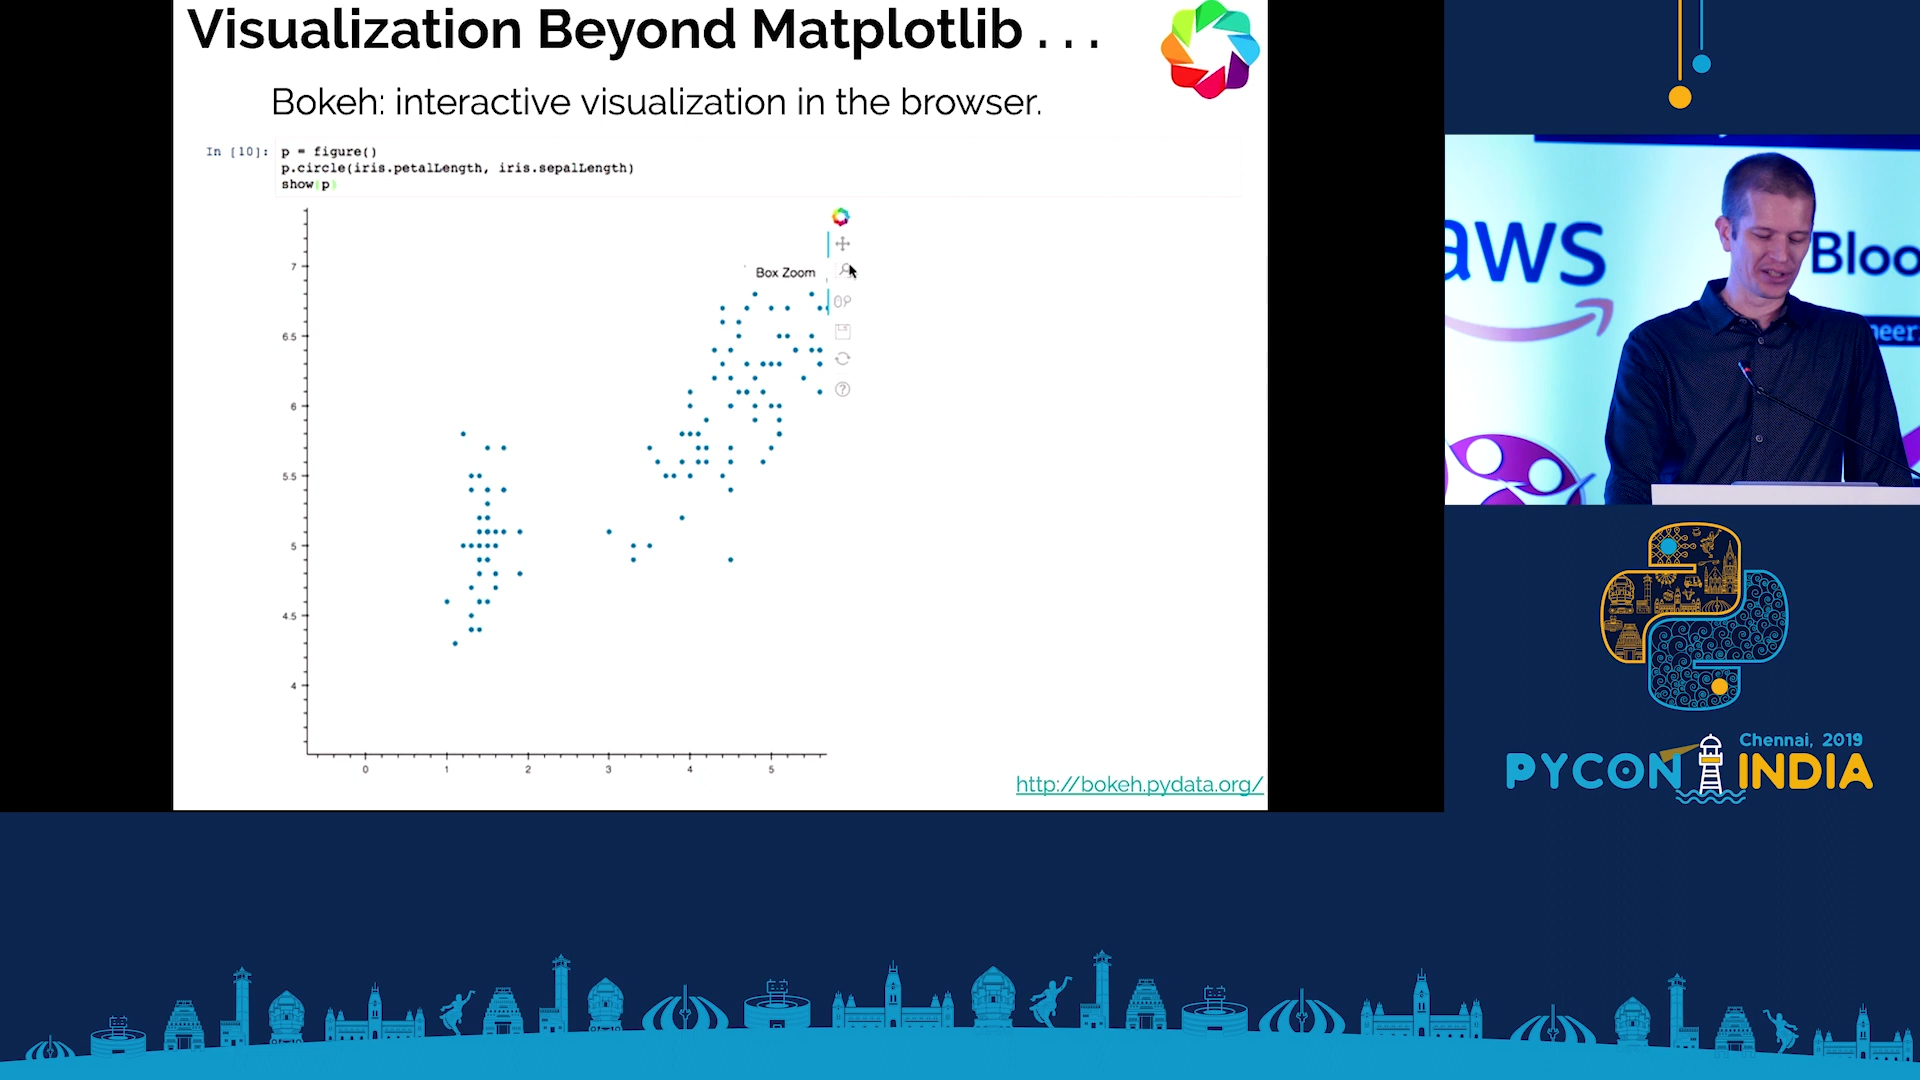 Visualization Beyond Matplotlib . . .
Bokeh: interactive visualization in the browser.
In [10]: p = figure()
p.circle(iris.petalLength, iris.sepalLength)
show(p)
7
Box Zoom
6.5
6
5.5
5
4.5
4
0 1 2 3 4 5
http://bokeh.pydata.org/
aws
Bloo
neer
Chennai, 2019
PYCON INDIA